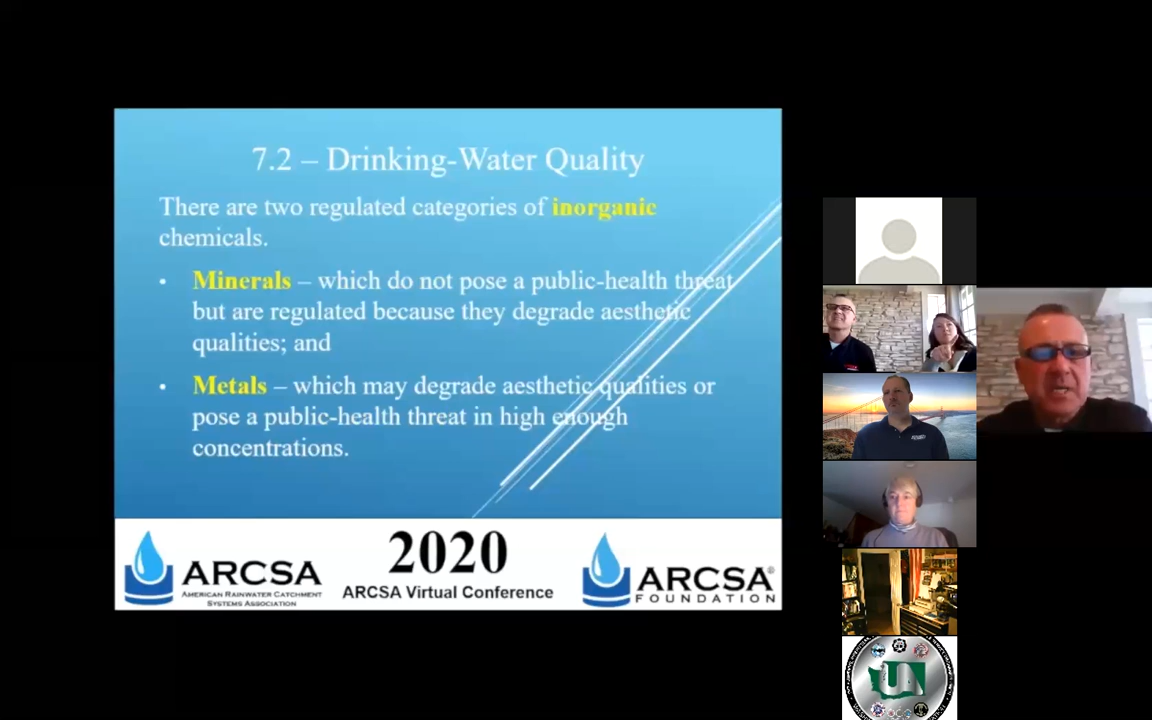 7.2 – Drinking-Water Quality
There are two regulated categories of inorganic
chemicals.
• Minerals – which do not pose a public-health threat
but are regulated because they degrade aesthetic
qualities; and
• Metals – which may degrade aesthetic qualities or
pose a public-health threat in high enough
concentrations.
2020
ARCSA Virtual Conference
ARCSA
AMERICAN RAINWATER CATCHMENT
SYSTEMS ASSOCIATION
ARCSA®
FOUNDATION
UA